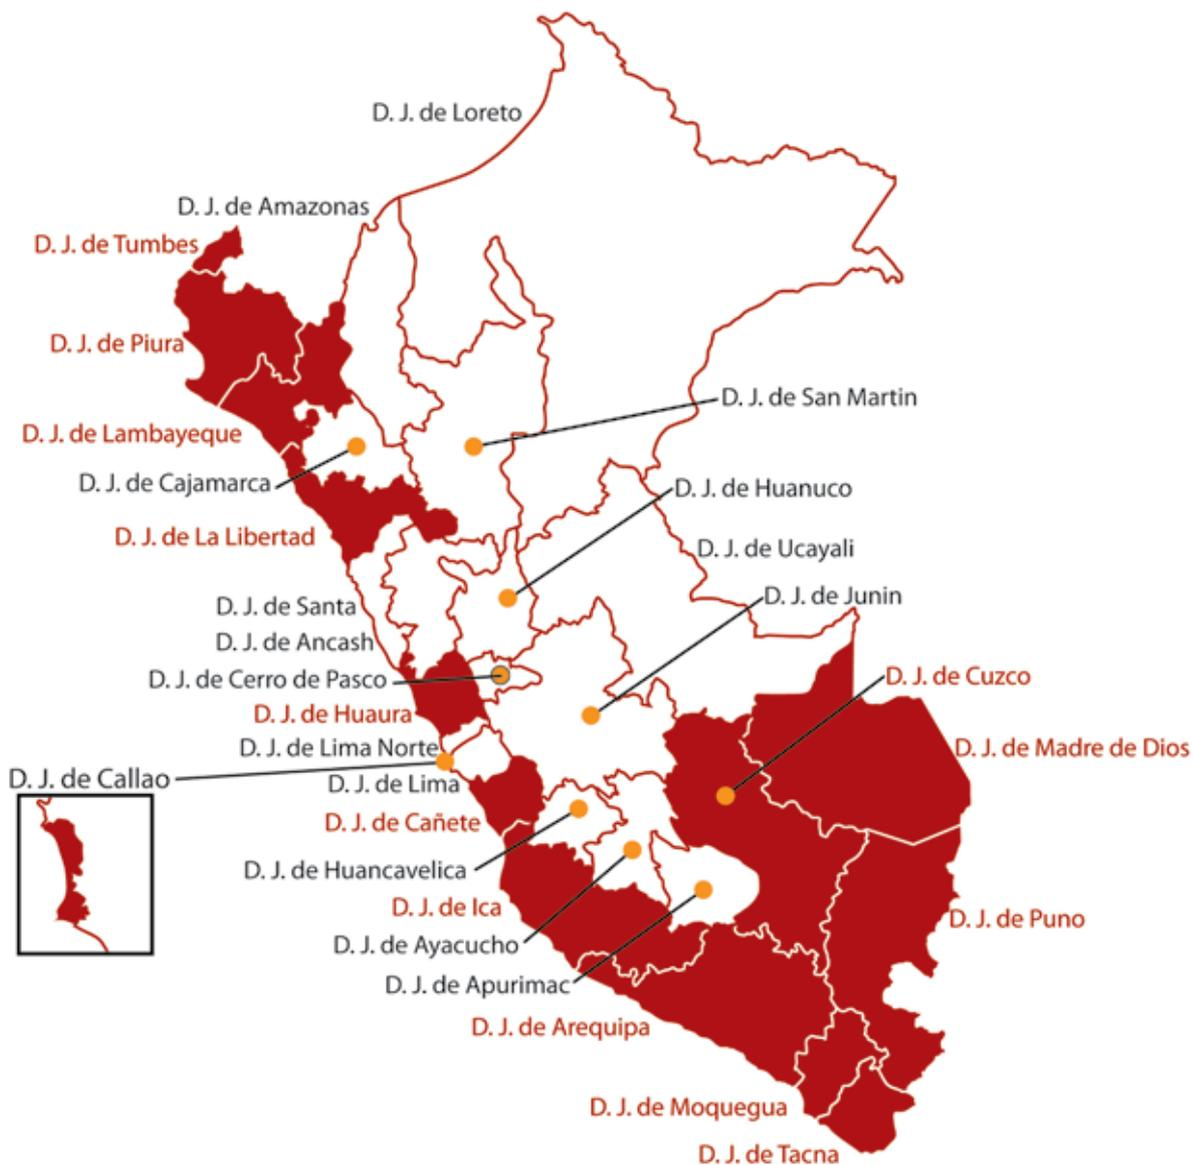 D. J. de Loreto
D. J. de Amazonas
D. J. de Tumbes
D. J. de Piura
D. J. de San Martin
D. J. de Lambayeque
D. J. de Cajamarca
D. J. de Huanuco
D. J. de La Libertad
D. J. de Ucayali
D. J. de Junin
D. J. de Santa
D. J. de Ancash
D. J. de Cerro de Pasco
D. J. de Cuzco
D. J. de Huaura
D. J. de Lima Norte
D. J. de Madre de Dios
D. J. de Callao
D. J. de Lima
D. J. de Cañete
D. J. de Huancavelica
D. J. de Ica
D. J. de Puno
D. J. de Ayacucho
D. J. de Apurimac
D. J. de Arequipa
D. J. de Moquegua
D. J. de Tacna